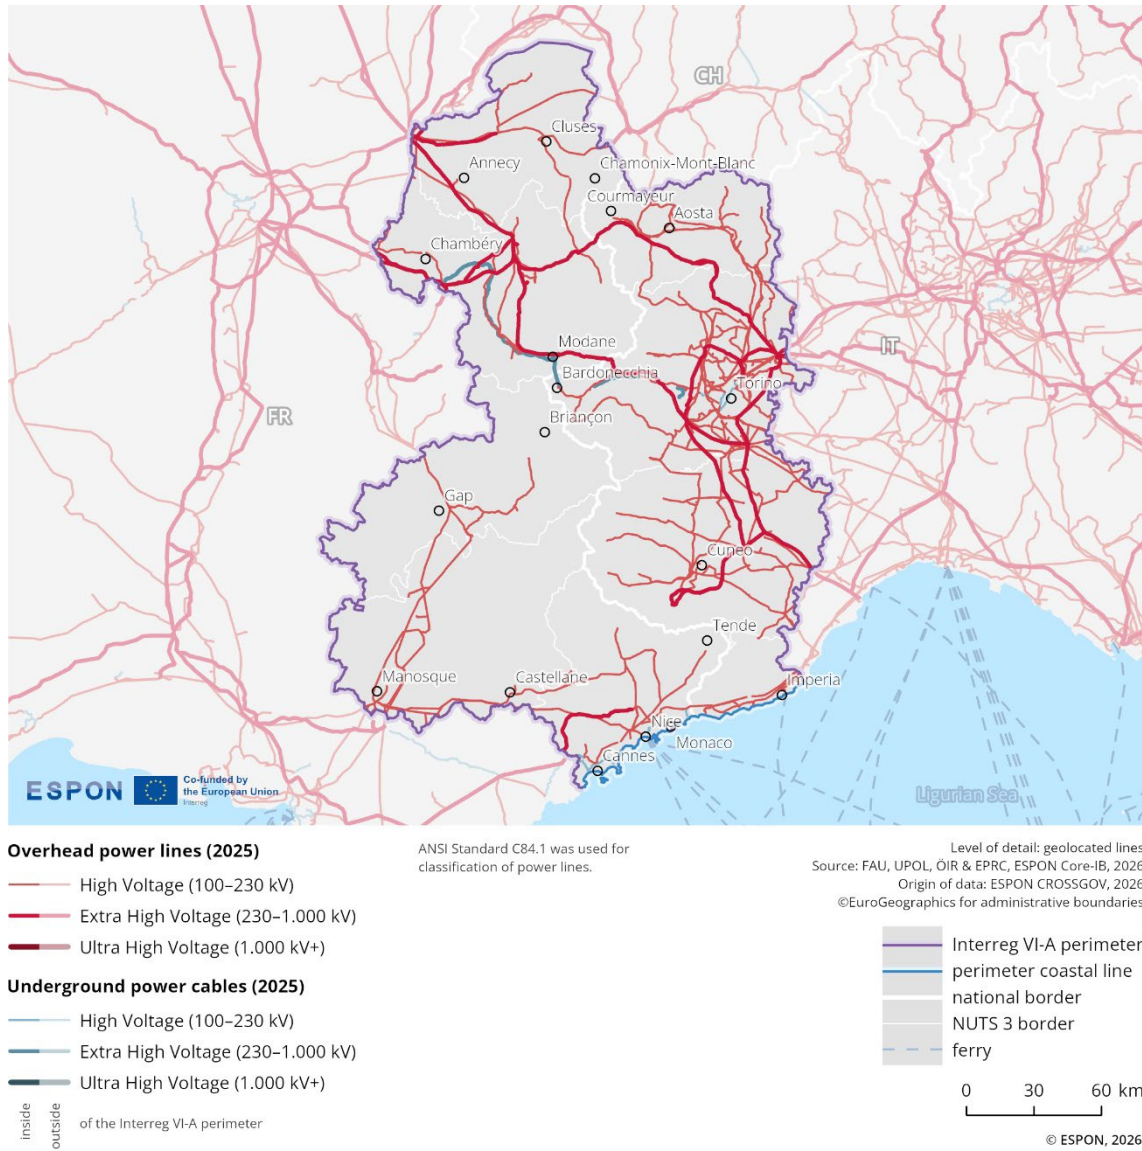 CH
Cluses
Annecy
Chamonix-Mont-Blanc
Courmayeur
Aosta
Chambéry
Modane
IT
Bardonecchia
Torino
FR
Briançon
Gap
Cuneo
Tende
Manosque
Castellane
Imperia
Nice
Monaco
Cannes
ESPON
Co-funded by
the European Union
Interreg
Ligurian Sea
Overhead power lines (2025)
High Voltage (100–230 kV)
Extra High Voltage (230–1.000 kV)
Ultra High Voltage (1.000 kV+)
Underground power cables (2025)
High Voltage (100–230 kV)
Extra High Voltage (230–1.000 kV)
Ultra High Voltage (1.000 kV+)
inside
outside
of the Interreg VI-A perimeter
ANSI Standard C84.1 was used for
classification of power lines.
Level of detail: geolocated lines
Source: FAU, UPOL, ÖIR & EPRC, ESPON Core-IB, 2026
Origin of data: ESPON CROSSGOV, 2026
©EuroGeographics for administrative boundaries
Interreg VI-A perimeter
perimeter coastal line
national border
NUTS 3 border
ferry
0 30 60 km
© ESPON, 2026